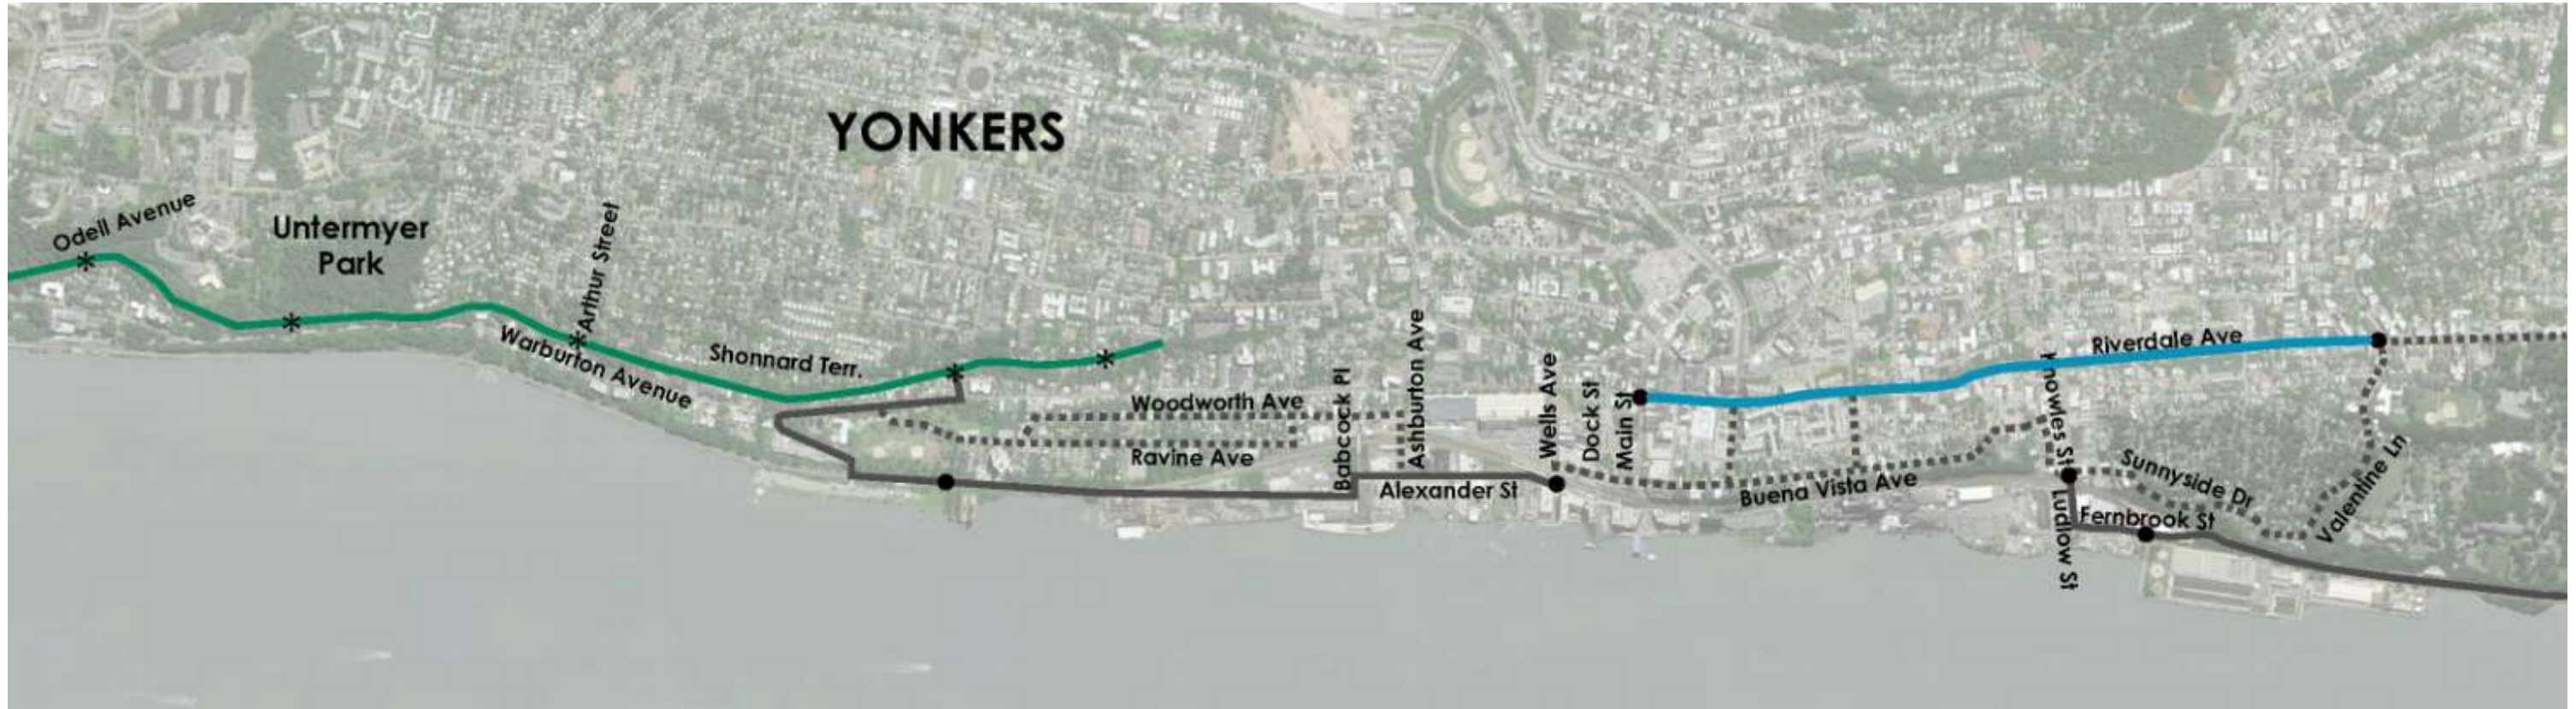 YONKERS
Odell Avenue
Untermyer
Park
Arthur Street
Warburton Avenue
Shonnard Terr.
Woodworth Ave
Ravine Ave
Babcock Pl
Ashburton Ave
Alexander St
Wells Ave
Dock St
Main St
Buena Vista Ave
Riverdale Ave
Knowles St
Ludlow St
Sunnyside Dr
Fernbrook St
Valentine Ln